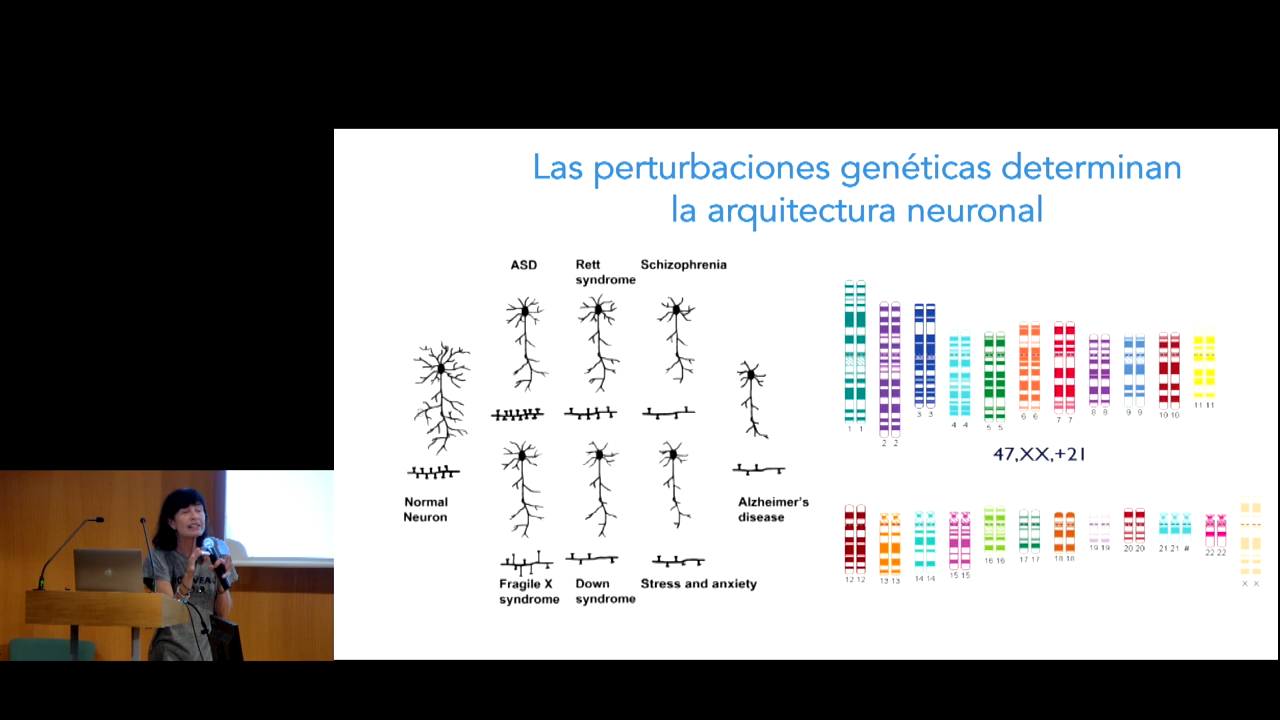 Las perturbaciones genéticas determinan
la arquitectura neuronal
ASD
Rett
syndrome
Schizophrenia
Normal
Neuron
Alzheimer's
disease
Fragile X
syndrome
Down
syndrome
Stress and anxiety
1 1
2 2
3 3
4 4
5 5
6 6
7 7
8 8
9 9
10 10
11 11
47,XX,+21
12 12
13 13
14 14
15 15
16 16
17 17
18 18
19 19
20 20
21 21 #
22 22
X X